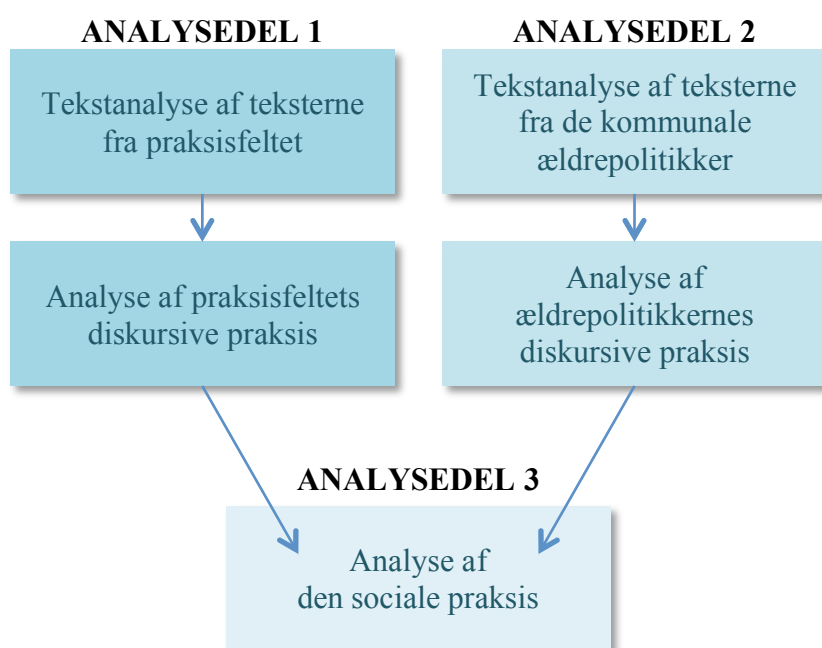 ANALYSEDEL 1
Tekstanalyse af teksterne
fra praksisfeltet
Analyse af praksisfeltets
diskursive praksis
ANALYSEDEL 2
Tekstanalyse af teksterne
fra de kommunale
ældrepolitikker
Analyse af
ældrepolitikkernes
diskursive praksis
ANALYSEDEL 3
Analyse af
den sociale praksis